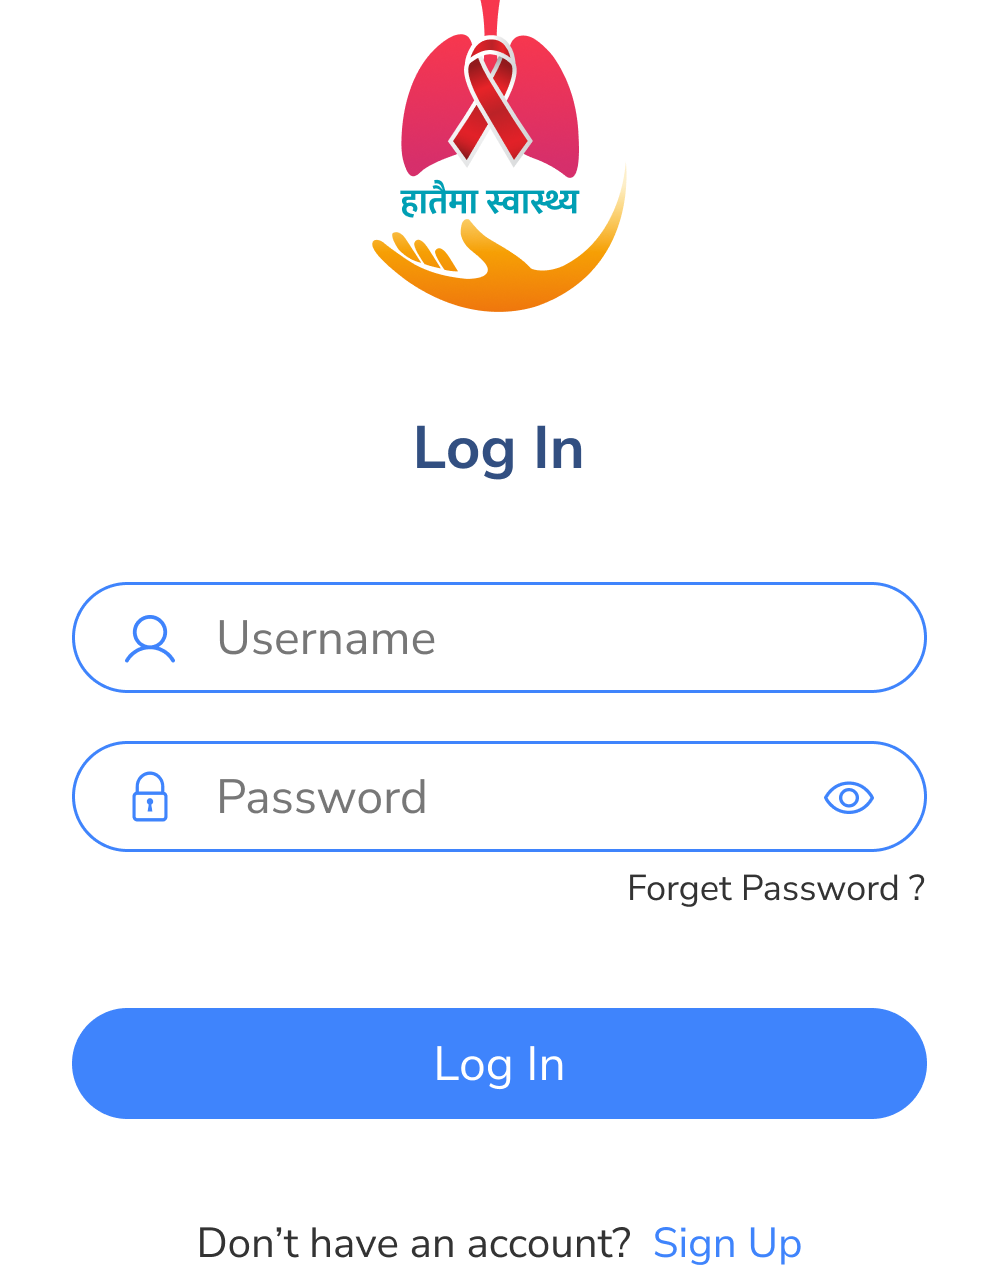 हातैमा स्वास्थ्य
Log In
Username
Password
Forget Password ?
Log In
Don’t have an account? Sign Up